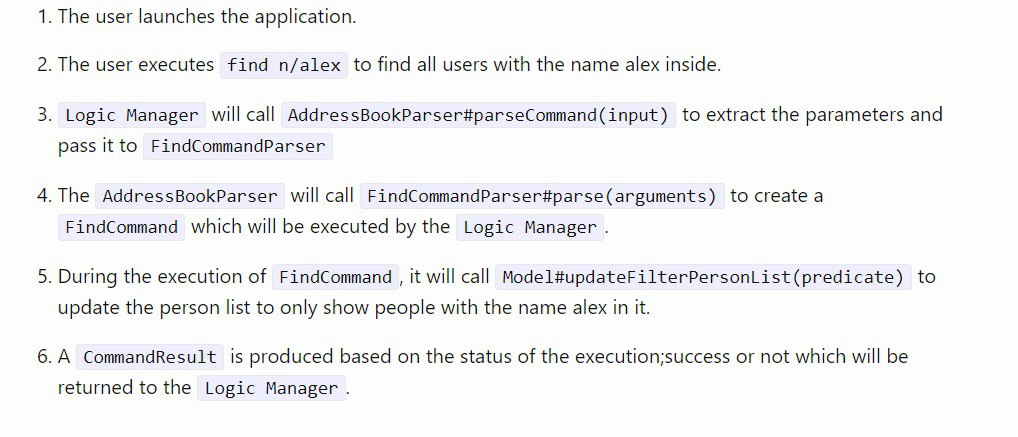 1. The user launches the application.
2. The user executes find n/alex to find all users with the name alex inside.
3. Logic Manager will call AddressBookParser#parseCommand(input) to extract the parameters and
pass it to FindCommandParser
4. The AddressBookParser will call FindCommandParser#parse(arguments) to create a
FindCommand which will be executed by the Logic Manager.
5. During the execution of FindCommand, it will call Model#updateFilterPersonList(predicate) to
update the person list to only show people with the name alex in it.
6. A CommandResult is produced based on the status of the execution;success or not which will be
returned to the Logic Manager.